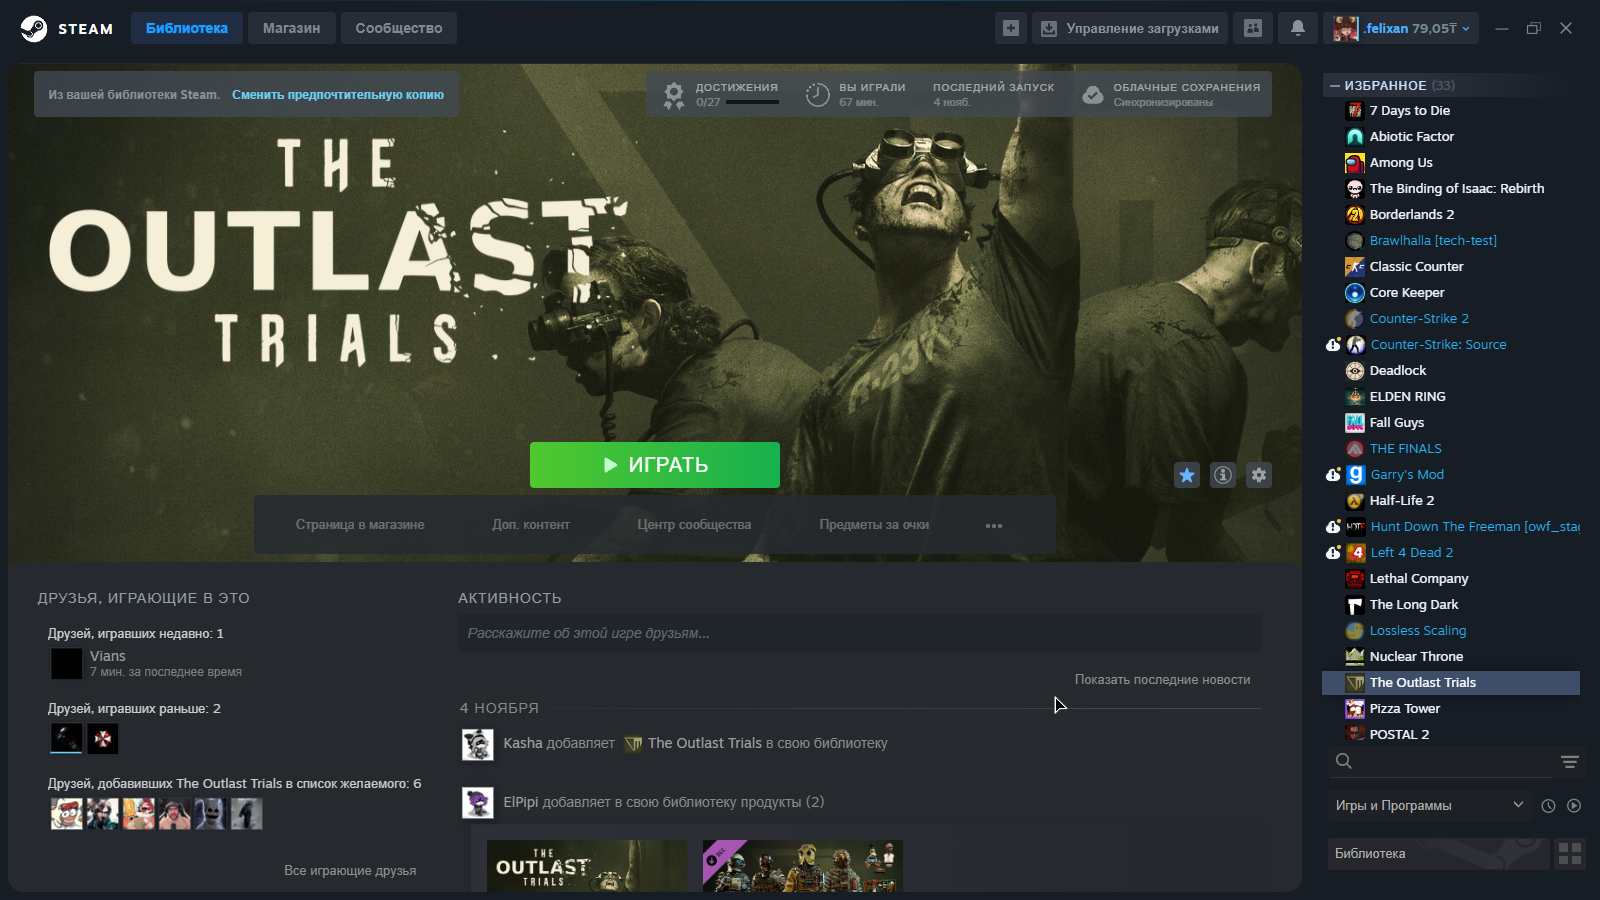 STEAM
Библиотека
Магазин
Сообщество
Управление загрузками
.felixan 79,05₸
Из вашей библиотеки Steam. Сменить предпочтительную копию
ДОСТИЖЕНИЯ
0/27
ВЫ ИГРАЛИ
67 мин.
ПОСЛЕДНИЙ ЗАПУСК
4 нояб.
ОБЛАЧНЫЕ СОХРАНЕНИЯ
Синхронизированы
THE
OUTLAST
TRIALS
R-23
ИГРАТЬ
Страница в магазине
Доп. контент
Центр сообщества
Предметы за очки
ДРУЗЬЯ, ИГРАЮЩИЕ В ЭТО
Друзей, игравших недавно: 1
Vians
7 мин. за последнее время
Друзей, игравших раньше: 2
Друзей, добавивших The Outlast Trials в список желаемого: 6
Все играющие друзья
АКТИВНОСТЬ
Расскажите об этой игре друзьям...
Показать последние новости
4 НОЯБРЯ
Kasha добавляет The Outlast Trials в свою библиотеку
ElPipi добавляет в свою библиотеку продукты (2)
THE
OUTLAST
TRIALS
DLC
— ИЗБРАННОЕ (33)
7 Days to Die
Abiotic Factor
Among Us
The Binding of Isaac: Rebirth
Borderlands 2
Brawlhalla [tech-test]
Classic Counter
Core Keeper
Counter-Strike 2
Counter-Strike: Source
Deadlock
ELDEN RING
Fall Guys
THE FINALS
Garry's Mod
Half-Life 2
Hunt Down The Freeman [owf_stag
Left 4 Dead 2
Lethal Company
The Long Dark
Lossless Scaling
Nuclear Throne
The Outlast Trials
Pizza Tower
POSTAL 2
Игры и Программы
Библиотека